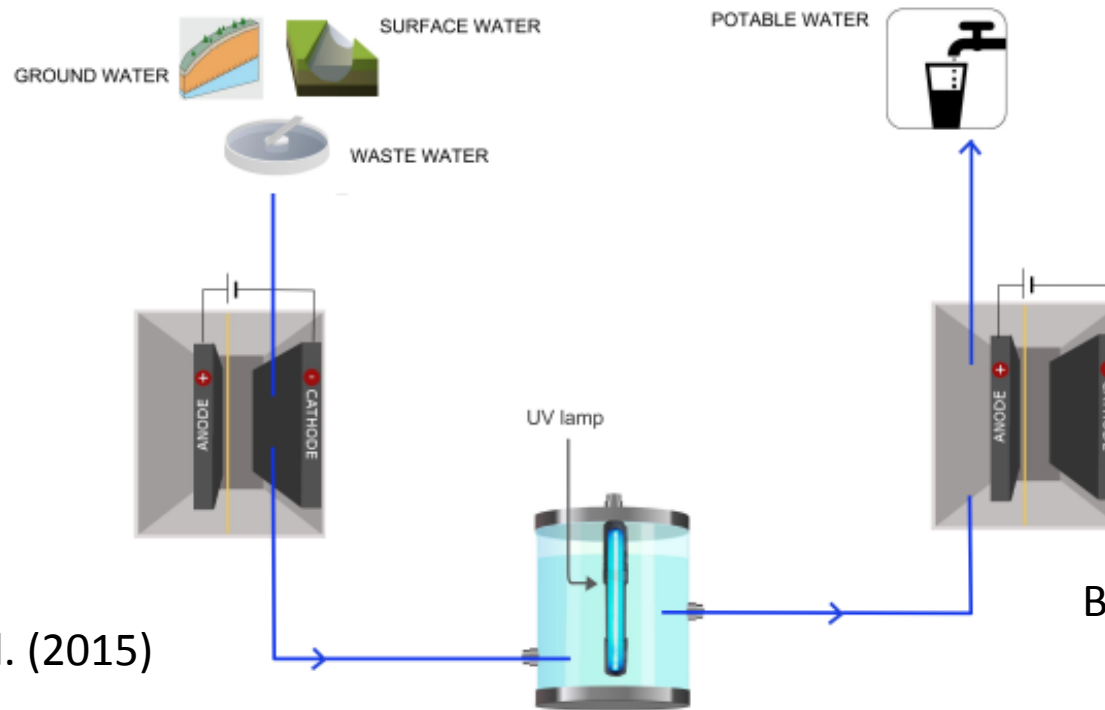 SURFACE WATER
GROUND WATER
WASTE WATER
POTABLE WATER
+
ANODE
-
CATHODE
UV lamp
+
ANODE
B
l. (2015)